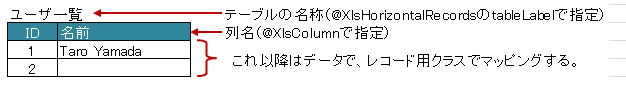 ユーザ一覧 テーブルの名称(@XlsHorizontalRecordsのtableLabelで指定)
ID 名前 列名(@XlsColumnで指定)
1 Taro Yamada
これ以降はデータで、レコード用クラスでマッピングする。
2